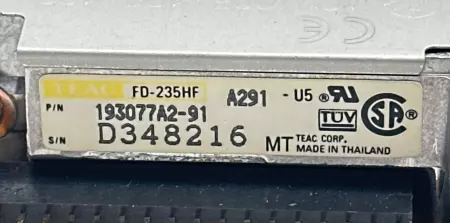 TEAC FD-235HF A291 - U5
P/N 193077A2-91 TÜV
S/N D348216 MT TEAC CORP.
MADE IN THAILAND